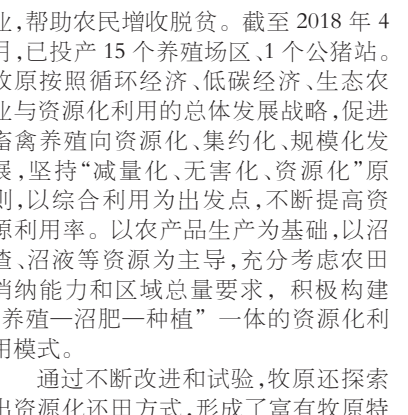 业,帮助农民增收脱贫。截至 2018 年 4
月,已投产 15 个养殖场区、1 个公猪站。
牧原按照循环经济、低碳经济、生态农
业与资源化利用的总体发展战略,促进
畜禽养殖向资源化、集约化、规模化发
展,坚持“减量化、无害化、资源化”原
则,以综合利用为出发点,不断提高资
源利用率。以农产品生产为基础,以沼
渣、沼液等资源为主导,充分考虑农田
消纳能力和区域总量要求,积极构建
“养殖—沼肥—种植”一体的资源化利
用模式。
通过不断改进和试验,牧原还探索
出资源化还田方式,形成了富有牧原特